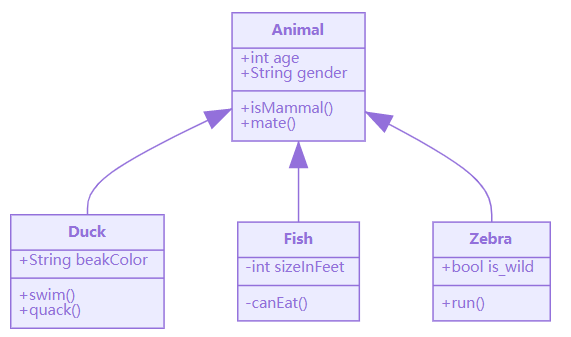 Animal
+int age
+String gender
+isMammal()
+mate()
Duck
+String beakColor
+swim()
+quack()
Fish
-int sizeInFeet
-canEat()
Zebra
+bool is_wild
+run()